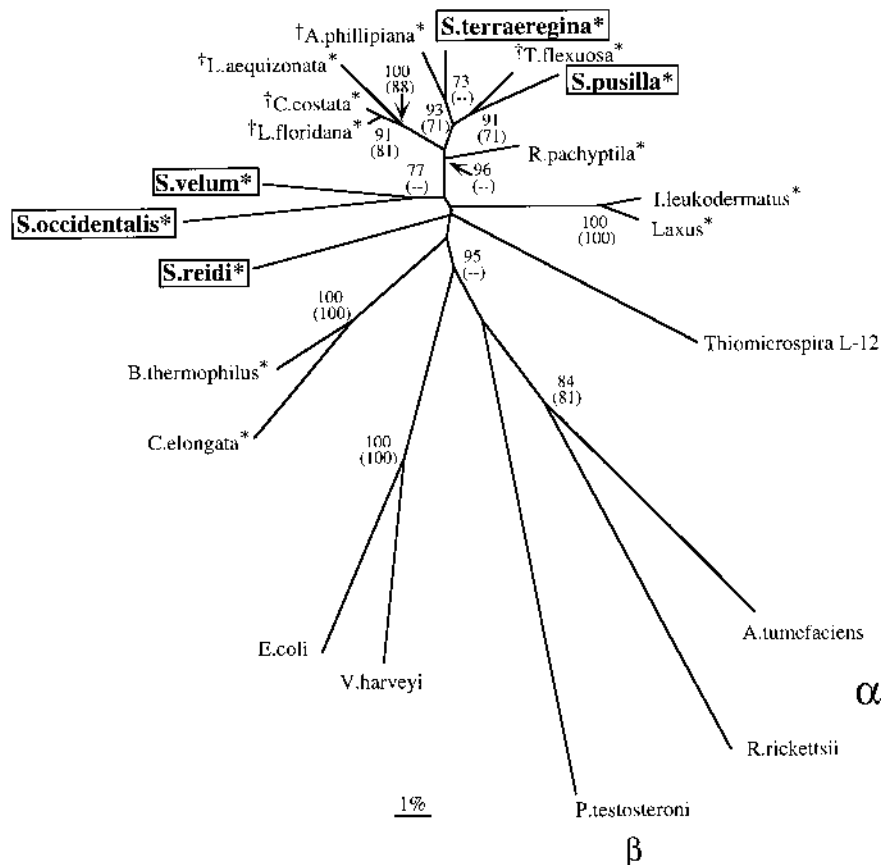 †A.phillipiana*
S.terraeregina*
†L.aequizonata*
†T.flexuosa*
S.pusilla*
100
(88)
73
(--)
†C.costata*
93
(71)
†L.floridana*
91
(81)
91
(71)
R.pachyptila*
S.velum*
77
(--)
96
(--)
I.leukodermatus*
S.occidentalis*
100
(100)
Laxus*
S.reidi*
95
(--)
100
(100)
Thiomicrospira L-12
B.thermophilus*
84
(81)
C.elongata*
100
(100)
A.tumefaciens
E.coli
V.harveyi
α
R.rickettsii
1%
P.testosteroni
β